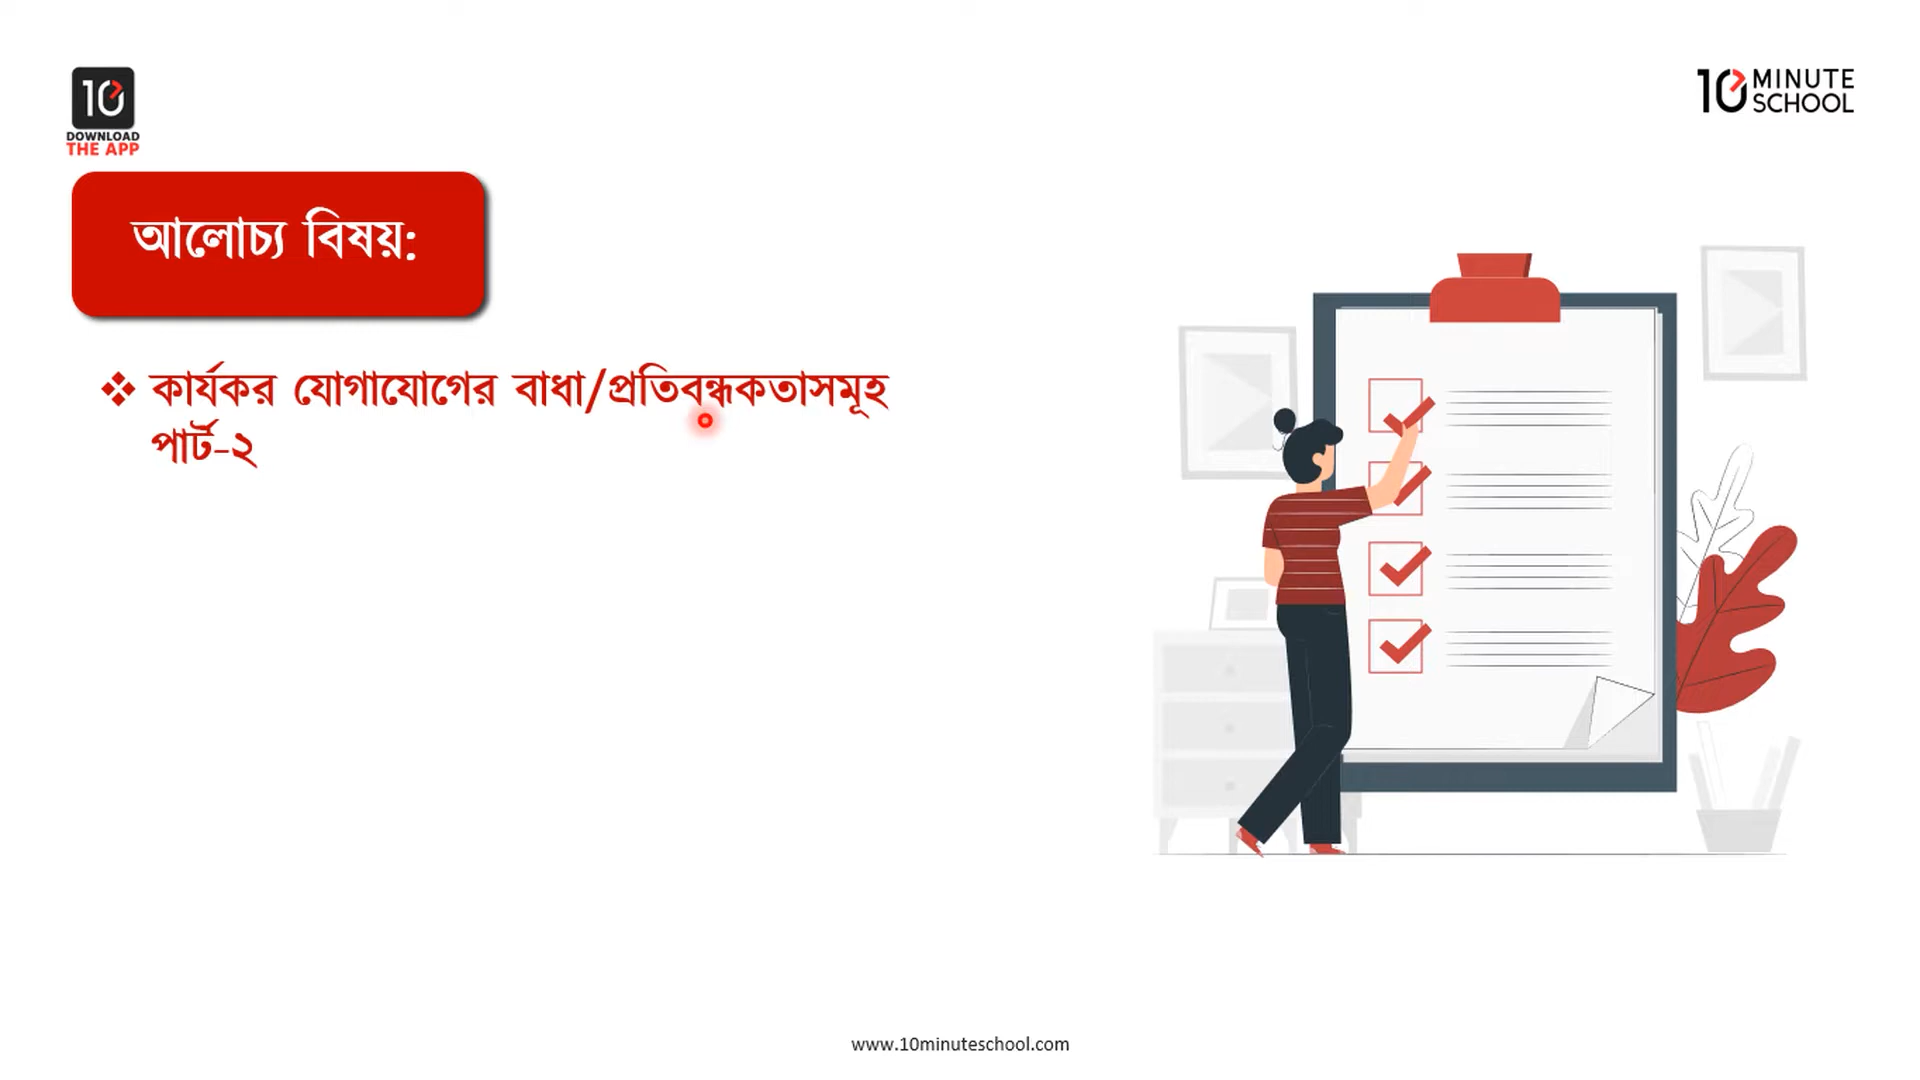 10
DOWNLOAD
THE APP
10 MINUTE
SCHOOL
আলোচ্য বিষয়:
❖ কার্যকর যোগাযোগের বাধা/প্রতিবন্ধকতাসমূহ
পার্ট-২
www.10minuteschool.com